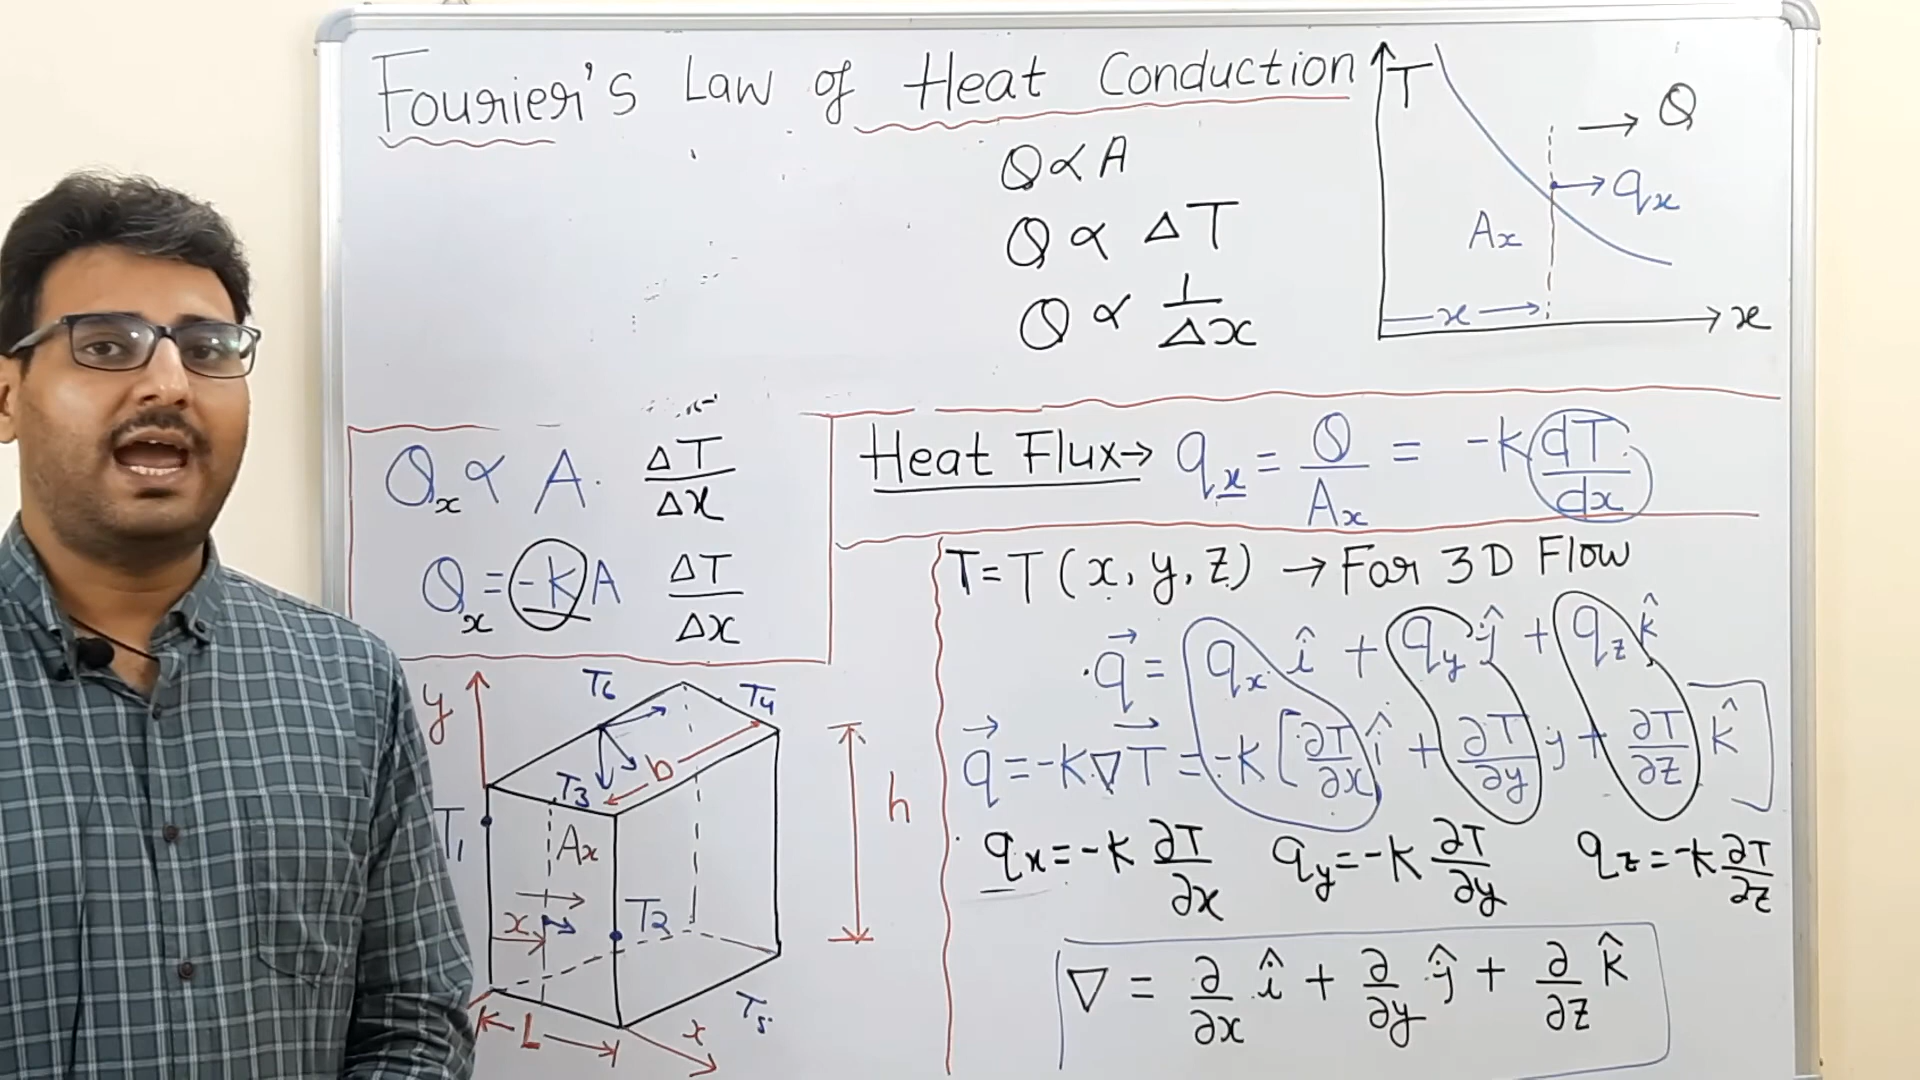 Fourier's Law of Heat Conduction
Q ∝ A
Q ∝ ΔT
Q ∝ 1/Δx
T
→ Q
→ qx
Ax
x →
x
Qx ∝ A. ΔT/Δx
Qx = -K A ΔT/Δx
Heat Flux → qx = Q/Ax = -K dT/dx
T = T (x, y, z) → For 3D Flow
q⃗ = qx î + qy ĵ + qz k̂
q⃗ = -K ∇⃗T = -K [∂T/∂x î + ∂T/∂y j + ∂T/∂z k̂]
qx = -K ∂T/∂x qy = -K ∂T/∂y qz = -K ∂T/∂z
∇ = ∂/∂x î + ∂/∂y ĵ + ∂/∂z k̂
y
T6
T4
b
T3
h
T1
Ax
x
T2
T5
L
x